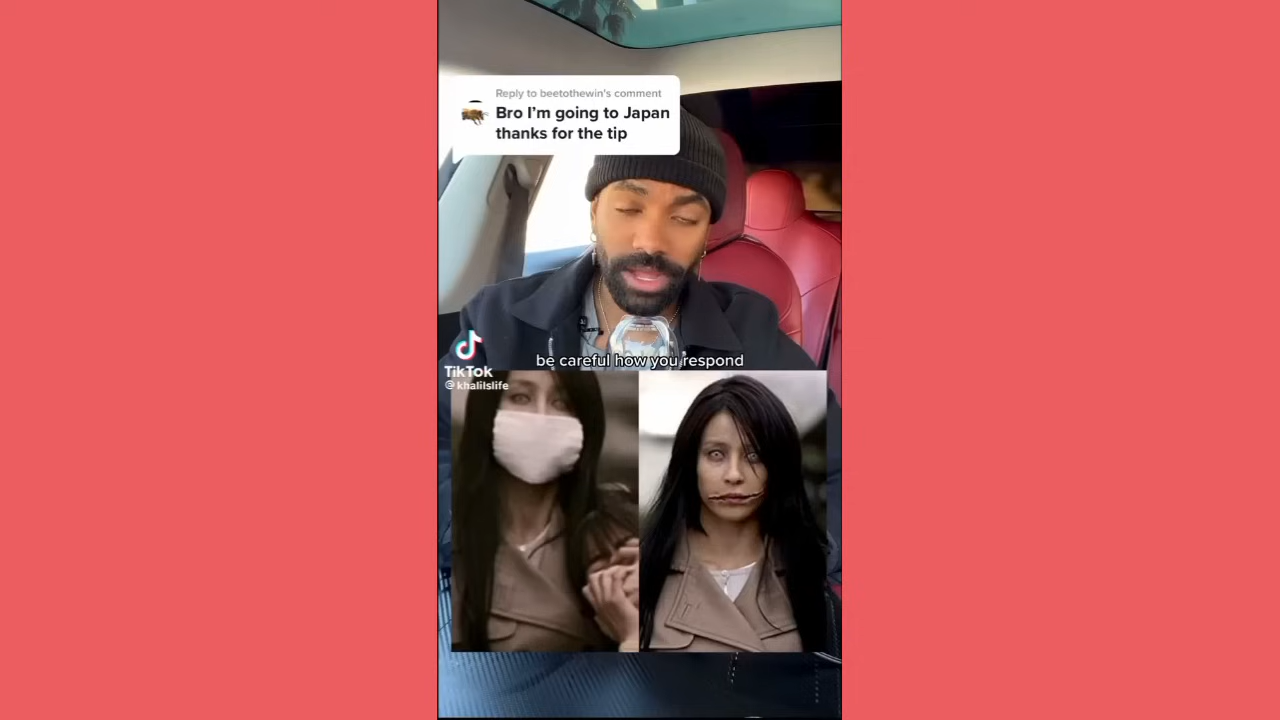 Reply to beetothewin's comment
Bro I'm going to Japan
thanks for the tip
be careful how you respond
TikTok
@khalilslife